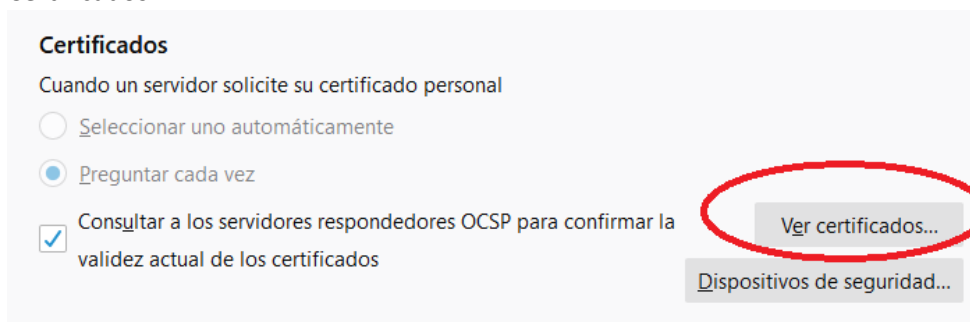 Certificados
Cuando un servidor solicite su certificado personal
Seleccionar uno automáticamente
Preguntar cada vez
Consultar a los servidores respondedores OCSP para confirmar la
validez actual de los certificados
Ver certificados...
Dispositivos de seguridad...